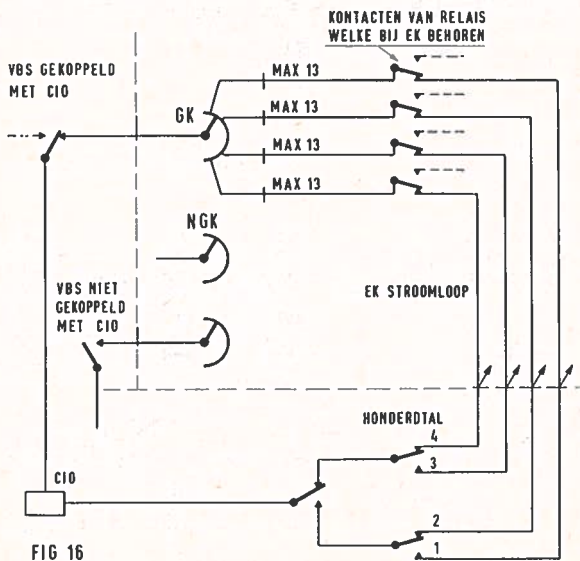 KONTACTEN VAN RELAIS
WELKE BIJ EK BEHOREN
VBS GEKOPPELD
MET CIO
GK
MAX 13
MAX 13
MAX 13
MAX 13
NGK
VBS NIET
GEKOPPELD
MET CIO
EK STROOMLOOP
HONDERDTAL
4
3
2
1
CIO
FIG 16